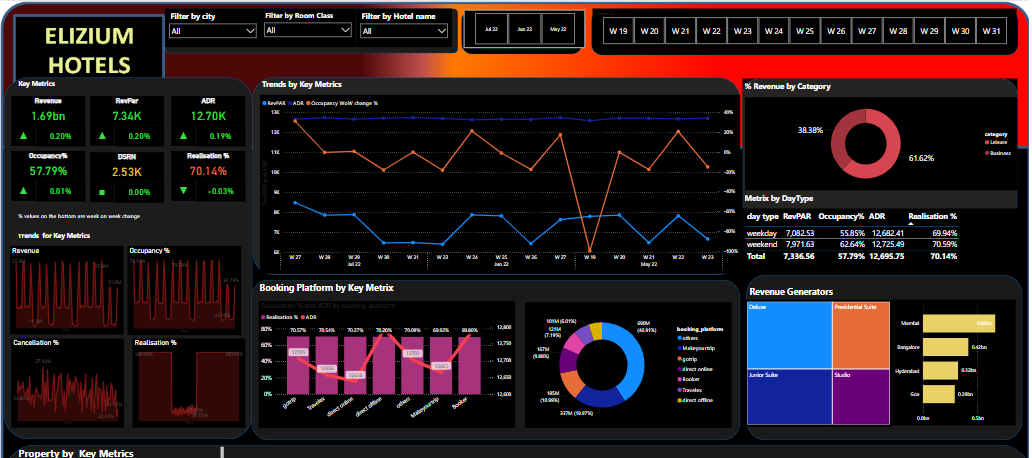 ELIZIUM
HOTELS
Filter by city
All
Filter by Room Class
All
Filter by Hotel name
All
Jul 22
Jun 22
May 22
W 19
W 20
W 21
W 22
W 23
W 24
W 25
W 26
W 27
W 28
W 29
W 30
W 31
Key Metrics
Revenue
1.69bn
0.20%
RevPar
7.34K
0.20%
ADR
12.70K
0.19%
Occupancy%
57.79%
0.01%
DSRN
2.53K
0.00%
Realisation %
70.14%
-0.03%
% values on the bottom are week on week change
Trends for Key Metrics
Revenue
Occupancy %
Cancellation %
Realisation %
Trends by Key Metrics
RevPAR ADR Occupancy WoW change %
13K
12K
11K
10K
9K
8K
7K
6K
40%
20%
0%
-20%
-40%
-60%
-80%
-100%
W 27
W 28
W 29
W 30
W 31
W 23
W 24
W 25
W 26
W 27
W 19
W 20
W 21
W 22
W 23
Jul 22
Jun 22
May 22
% Revenue by Category
38.38%
61.62%
category
Leisure
Business
Metrix by DayType
day type RevPAR Occupancy% ADR Realisation %
weekday 7,082.53 55.85% 12,682.41 69.94%
weekend 7,971.63 62.64% 12,725.49 70.59%
Total 7,336.56 57.79% 12,695.75 70.14%
Booking Platform by Key Metrix
Realisation % and ADR by booking_platform
Realisation % ADR
80%
60%
40%
20%
0%
70.57%
70.54%
70.27%
70.20%
70.09%
69.92%
69.80%
12,800
12,750
12,700
12,650
12,600
gotrip
Travelex
direct online
direct offline
others
Makeyourtrip
Booker
690M
(40.91%)
337M (19.97%)
185M
(10.99%)
167M
(9.88%)
121M
(7.19%)
101M (6.01%)
booking_platform
others
Makeyourtrip
gotrip
direct online
Booker
Travelex
direct offline
Revenue Generators
Deluxe
Presidential Suite
Junior Suite
Studio
Mumbai
Bangalore
0.42bn
Hyderabad
0.32bn
Goa
0.29bn
0.0bn
0.5bn
Property by Key Metrics